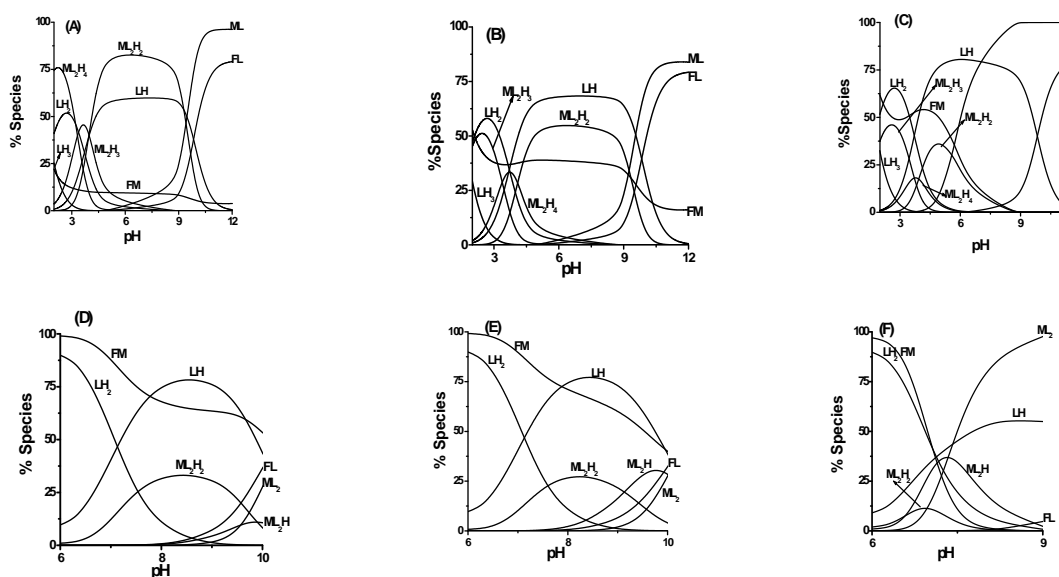 (A)
% Species
100
75
50
25
0
ML₂H₄
ML₂H₂
ML
FL
LH₂
LH
LH₃
ML₂H₃
FM
3
6
9
12
pH
(B)
%Species
100
75
50
25
0
LH₂
ML₂H₃
LH
ML
FL
ML₂H₂
LH₃
ML₂H₄
FM
3
6
9
12
pH
(C)
% Species
100
75
50
25
0
LH₂
LH
ML₂H₃
FM
ML₂H₂
LH₃
ML₂H₄
3
6
9
pH
(D)
% Species
100
75
50
25
0
FM
LH₂
LH
ML₂H₂
FL
ML₂
ML₂H
6
8
10
pH
(E)
% Species
100
75
50
25
0
FM
LH₂
LH
ML₂H₂
ML₂H
FL
ML₂
6
8
10
pH
(F)
% Species
100
75
50
25
0
ML₂
LH₂
FM
LH
ML₂H₂
ML₂H
FL
6
9
pH